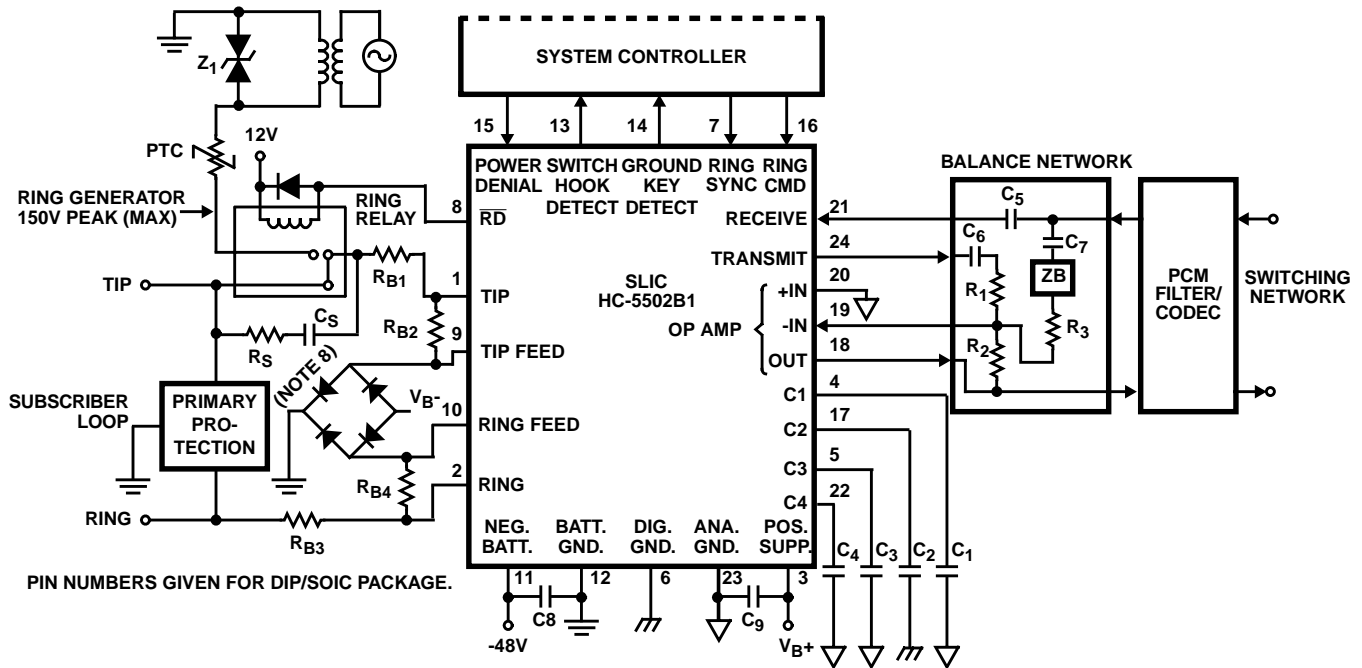 SYSTEM CONTROLLER
Z1
15
13
14
7
16
12V
PTC
RING GENERATOR
150V PEAK (MAX)
RING
RELAY
POWER
DENIAL
SWITCH
HOOK
DETECT
GROUND
KEY
DETECT
RING
SYNC
RING
CMD
BALANCE NETWORK
8
RD
RECEIVE
21
C5
TRANSMIT
24
C6
C7
ZB
RB1
1
TIP
TIP
SLIC
HC-5502B1
+IN
20
R1
PCM
FILTER/
CODEC
SWITCHING
NETWORK
CS
RS
RB2
9
TIP FEED
OP AMP
-IN
19
R3
OUT
18
R2
(NOTE 8)
VB-
SUBSCRIBER
LOOP
PRIMARY
PRO-
TECTION
10
RING FEED
C1
4
C2
17
2
RING
RB4
C3
5
C4
22
RING
RB3
NEG.
BATT.
BATT.
GND.
DIG.
GND.
ANA.
GND.
POS.
SUPP.
C4
C3
C2
C1
PIN NUMBERS GIVEN FOR DIP/SOIC PACKAGE.
11
12
6
23
3
C8
C9
-48V
VB+